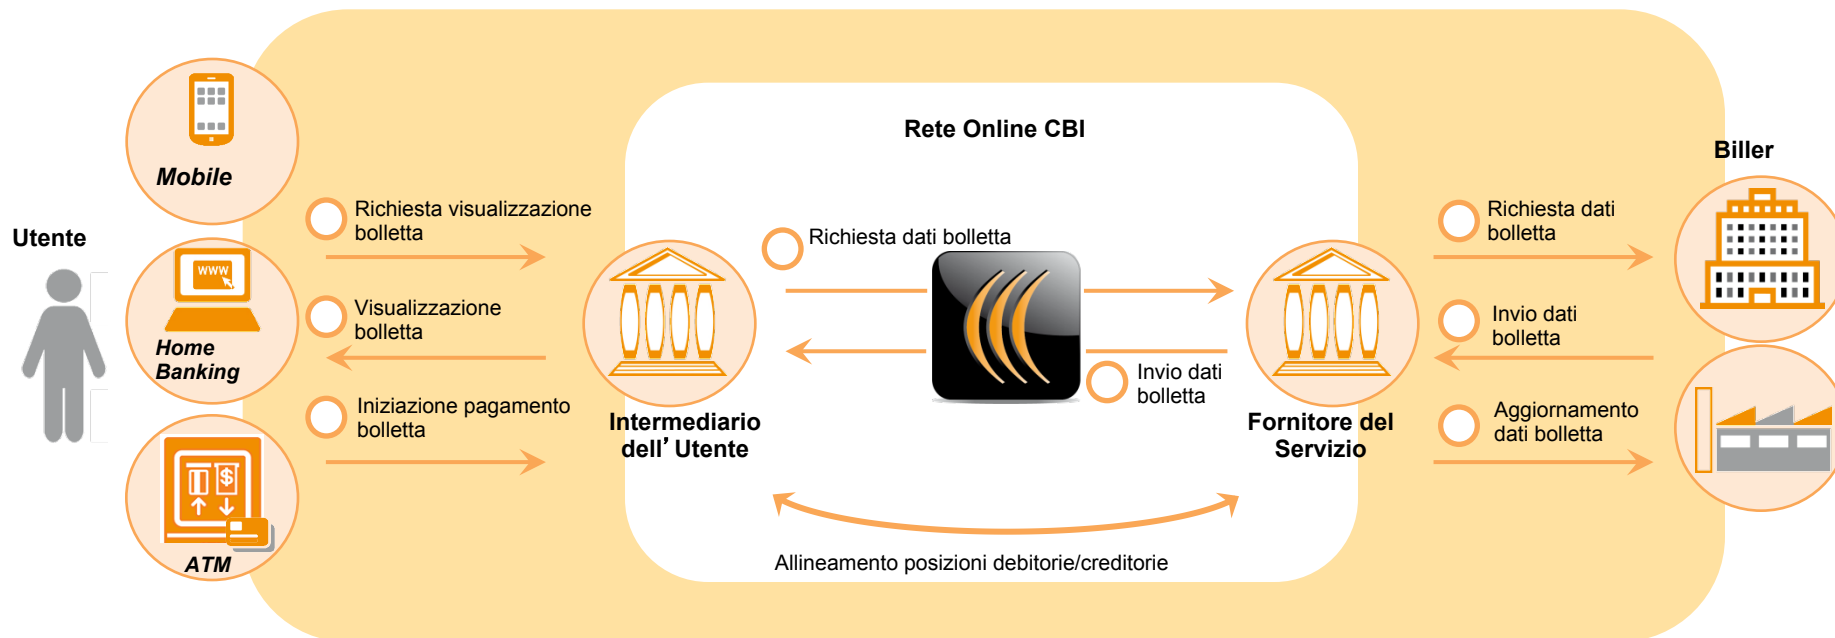 Rete Online CBI
Biller
Mobile
Utente
Richiesta visualizzazione
bolletta
Richiesta dati bolletta
Richiesta dati
bolletta
www
Home
Banking
Visualizzazione
bolletta
Invio dati
bolletta
Invio dati
bolletta
Iniziazione pagamento
bolletta
Intermediario
dell’Utente
Fornitore del
Servizio
Aggiornamento
dati bolletta
$
ATM
Allineamento posizioni debitorie/creditorie